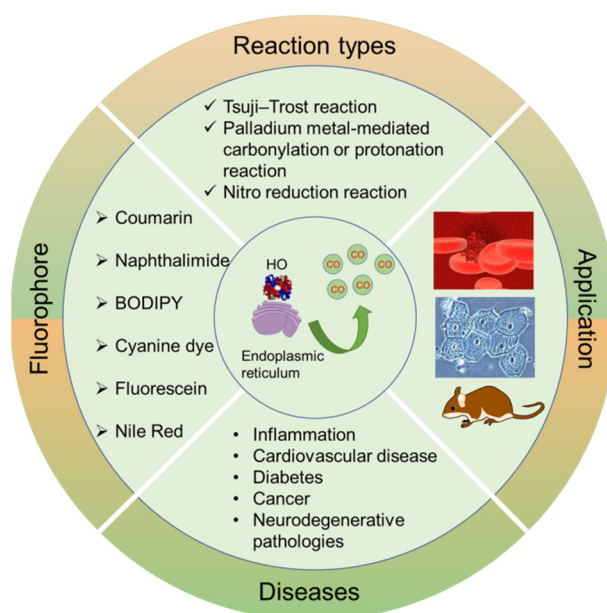 Reaction types
✓ Tsuji–Trost reaction
✓ Palladium metal-mediated
carbonylation or protonation
reaction
✓ Nitro reduction reaction
Fluorophore
➢ Coumarin
➢ Naphthalimide
➢ BODIPY
➢ Cyanine dye
➢ Fluorescein
➢ Nile Red
HO
Endoplasmic
reticulum
CO
CO
CO
CO
CO
Application
• Inflammation
• Cardiovascular disease
• Diabetes
• Cancer
• Neurodegenerative
pathologies
Diseases